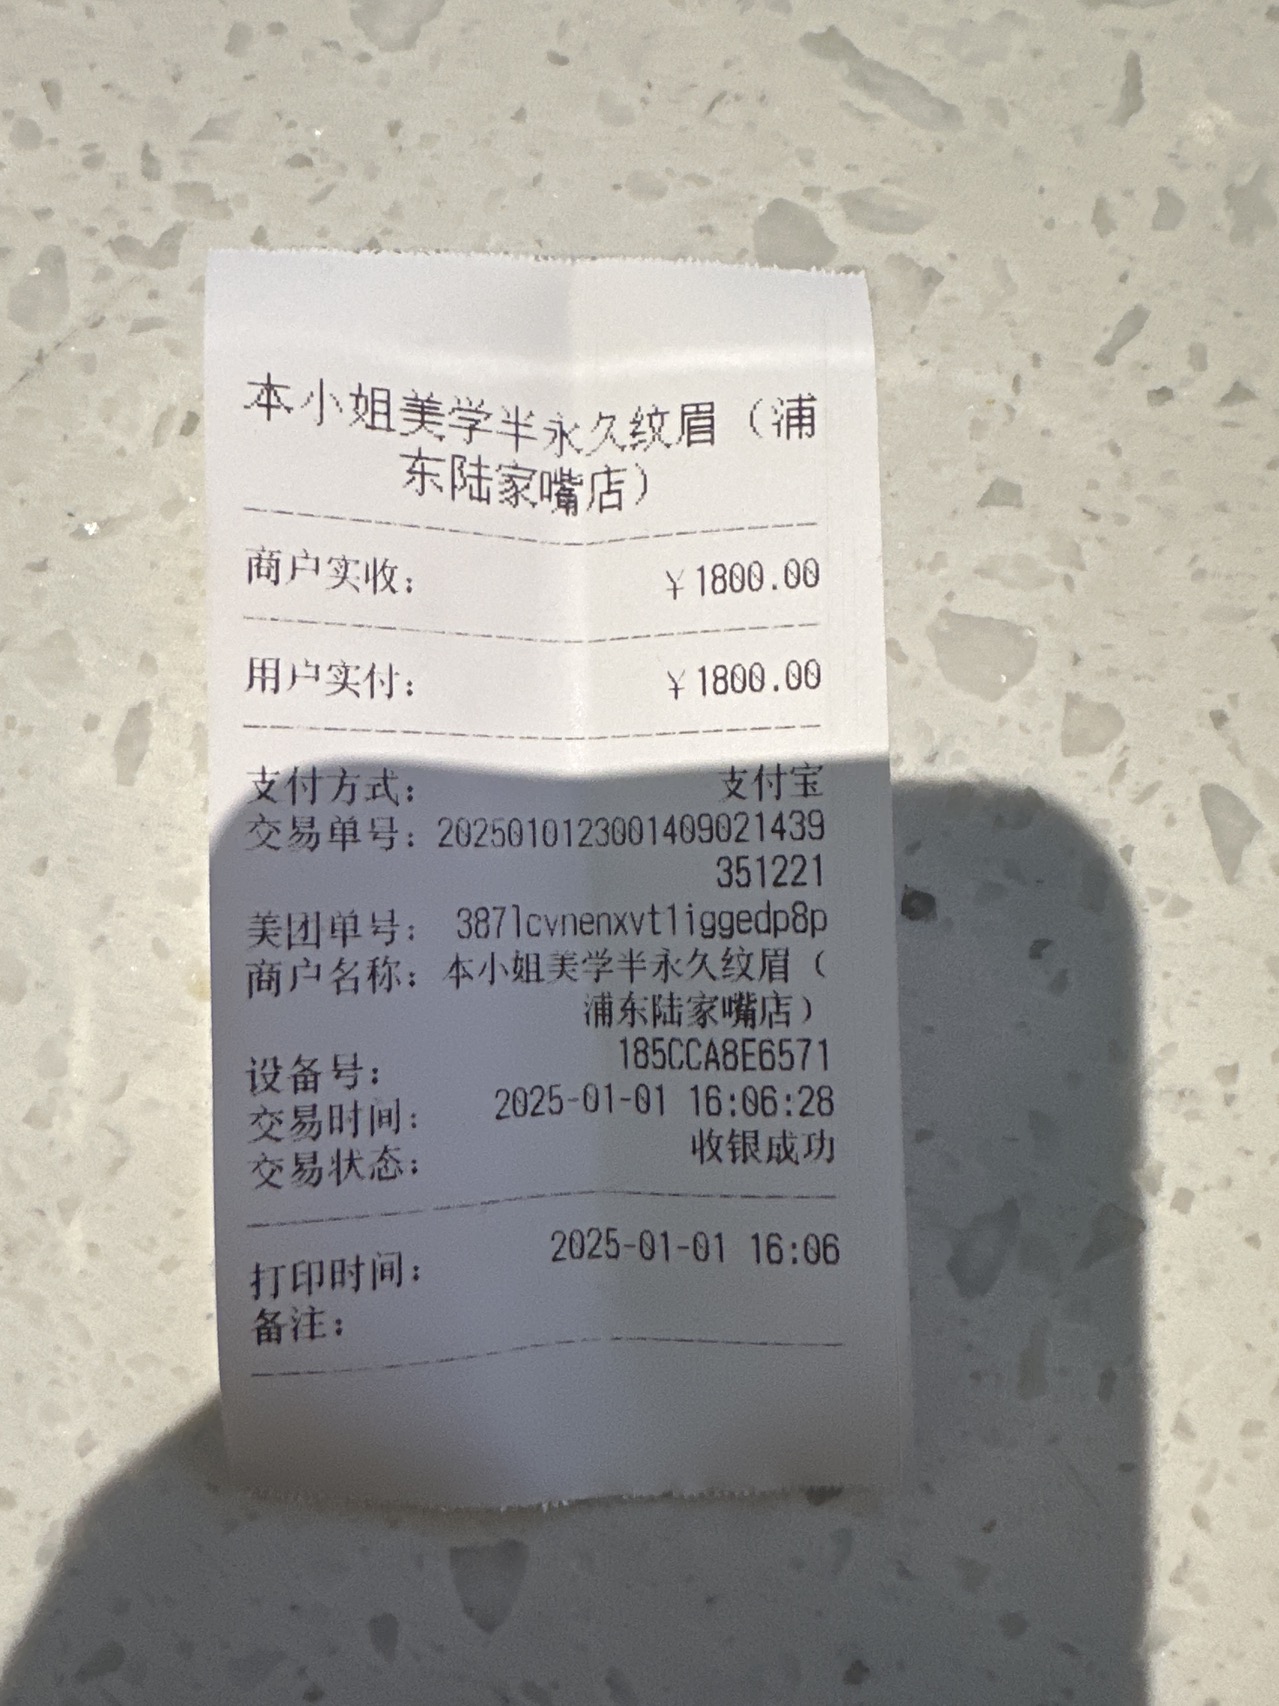 本小姐美学半永久纹眉（浦
东陆家嘴店）
商户实收： ￥1800.00
用户实付： ￥1800.00
支付方式： 支付宝
交易单号： 2025010123001409021439
351221
美团单号： 387lcvnenxvt1iggedp8p
商户名称： 本小姐美学半永久纹眉（
浦东陆家嘴店）
设备号： 185CCA8E6571
交易时间： 2025-01-01 16:06:28
交易状态： 收银成功
打印时间： 2025-01-01 16:06
备注：